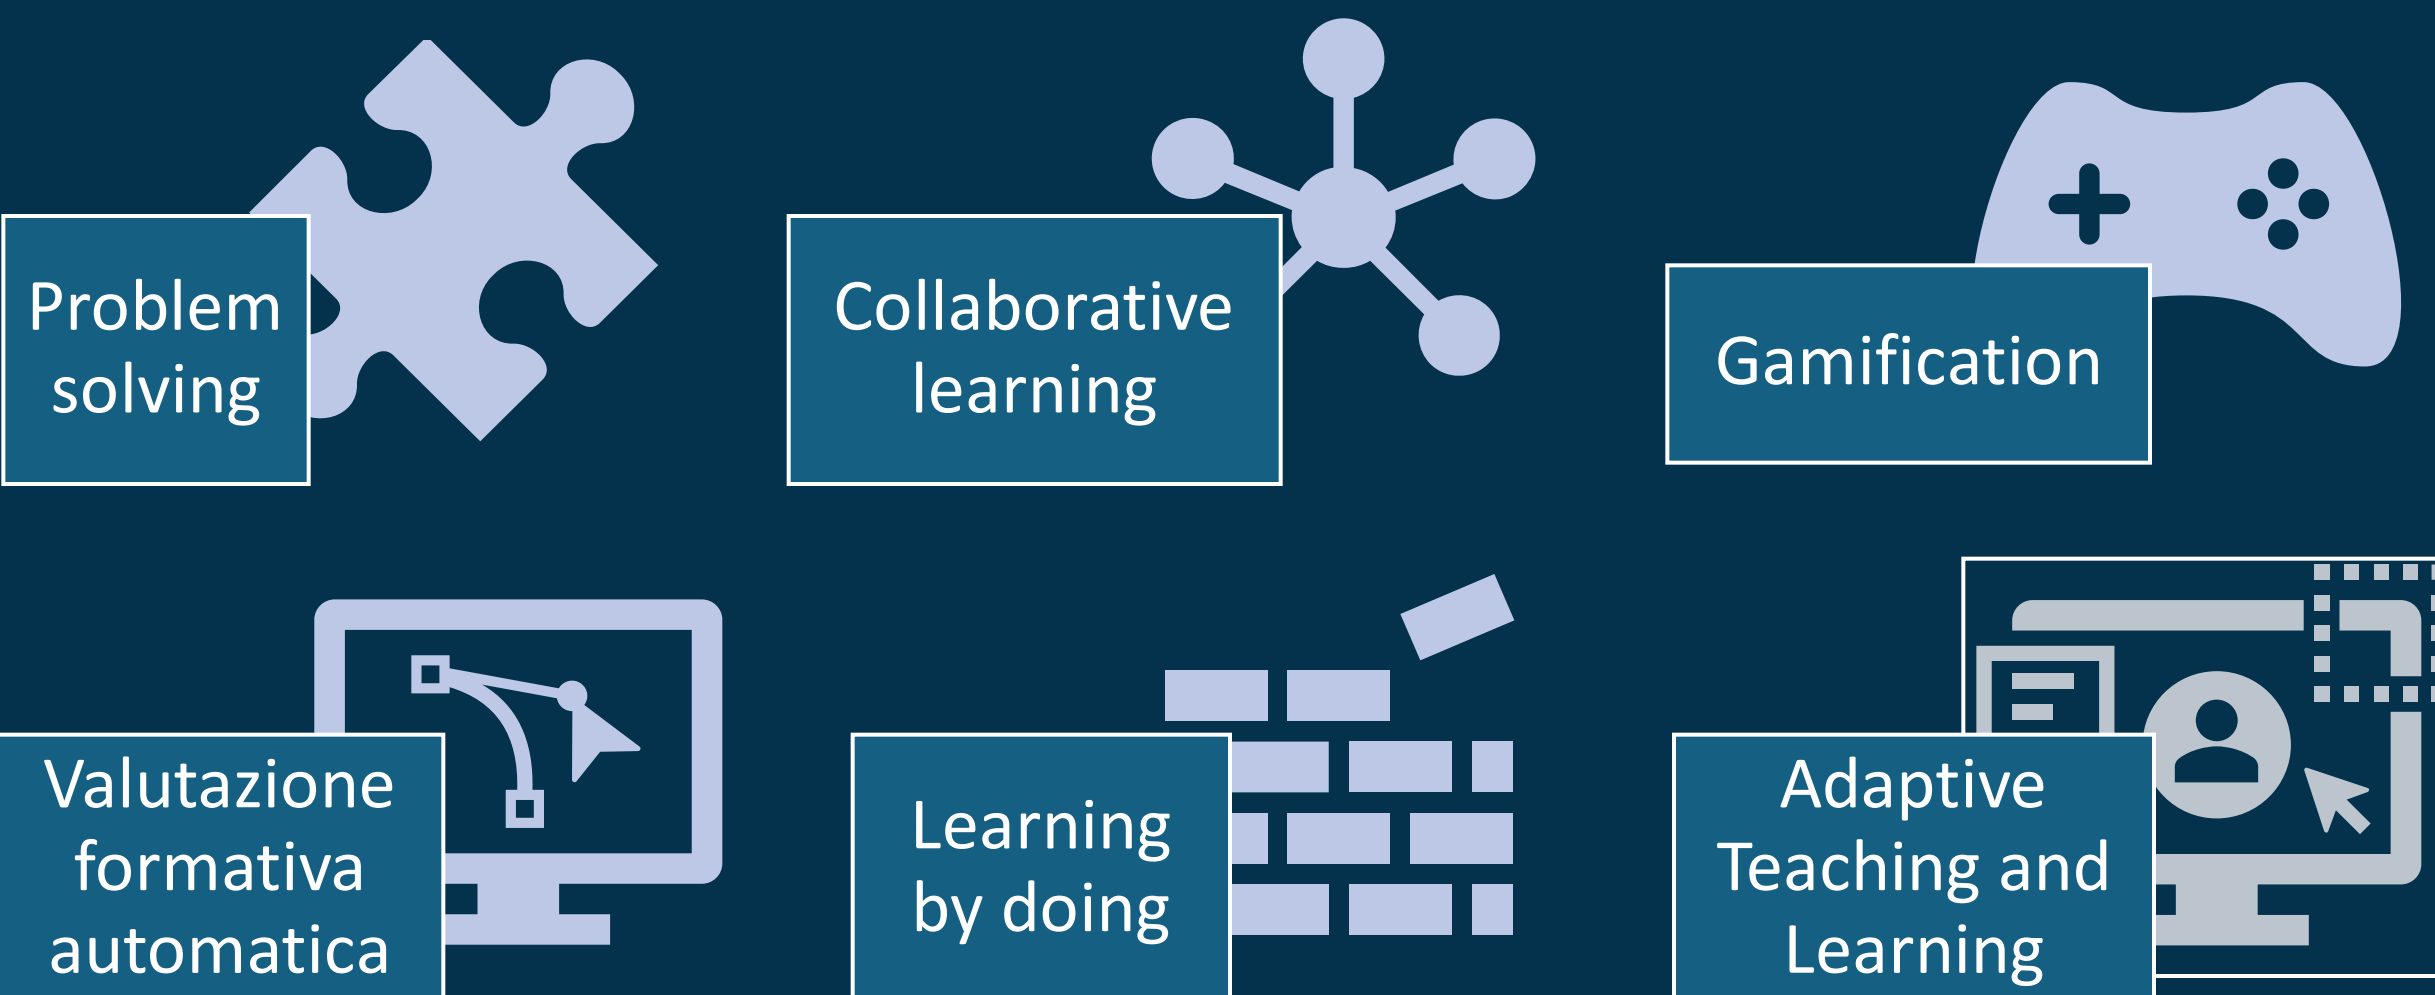 Problem
solving
Collaborative
learning
Gamification
Valutazione
formativa
automatica
Learning
by doing
Adaptive
Teaching and
Learning